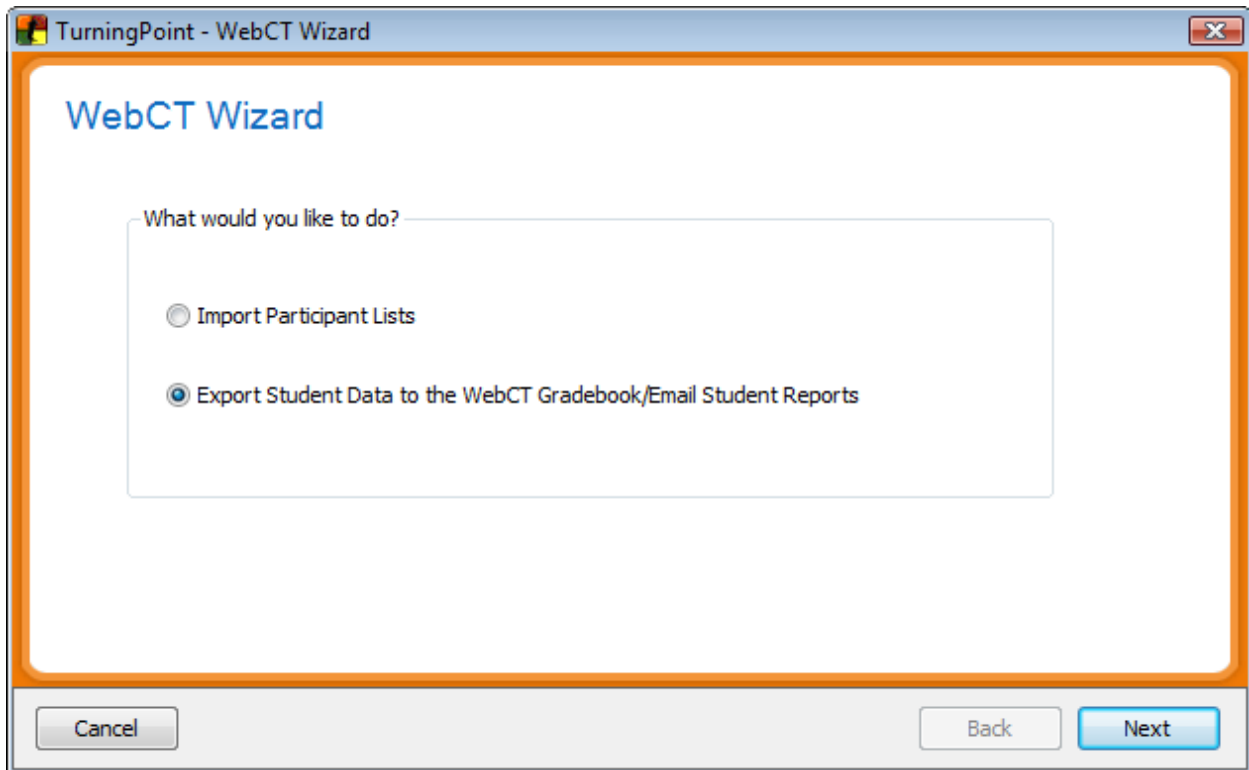 TurningPoint - WebCT Wizard
WebCT Wizard
What would you like to do?
Import Participant Lists
Export Student Data to the WebCT Gradebook/Email Student Reports
Cancel
Back
Next